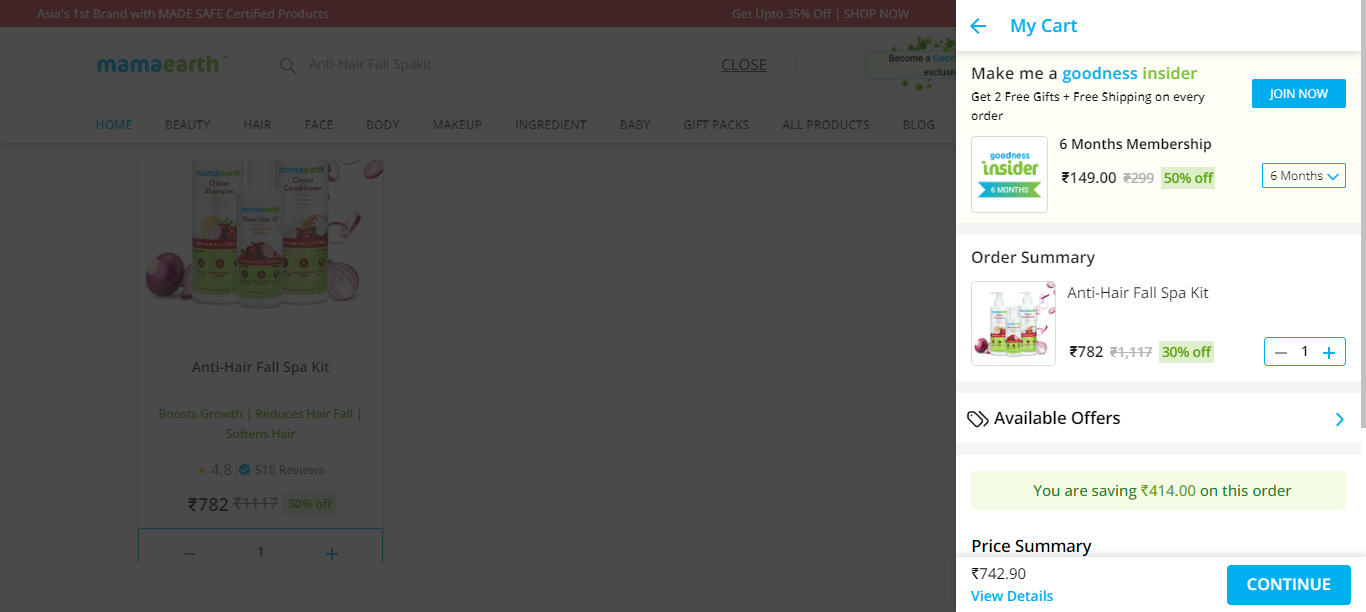 Asia's 1st Brand with MADE SAFE Certified Products
Get Upto 35% Off | SHOP NOW
mamaearth™
Anti-Hair Fall Spakit
CLOSE
Become a Good
exclusiv
HOME
BEAUTY
HAIR
FACE
BODY
MAKEUP
INGREDIENT
BABY
GIFT PACKS
ALL PRODUCTS
BLOG
mamaearth
Onion
Shampoo
mamaearth
Onion
Conditioner
mamaearth
Onion Hair Oil
Anti-Hair Fall Spa Kit
Boosts Growth | Reduces Hair Fall |
Softens Hair
4.8
518 Reviews
₹782 ₹1117 30% off
— 1 +
My Cart
Make me a goodness insider
Get 2 Free Gifts + Free Shipping on every
order
JOIN NOW
goodness
insider
6 MONTHS
6 Months Membership
₹149.00 ₹299 50% off
6 Months
Order Summary
Anti-Hair Fall Spa Kit
₹782 ₹1,117 30% off
— 1 +
Available Offers
You are saving ₹414.00 on this order
Price Summary
₹742.90
View Details
CONTINUE